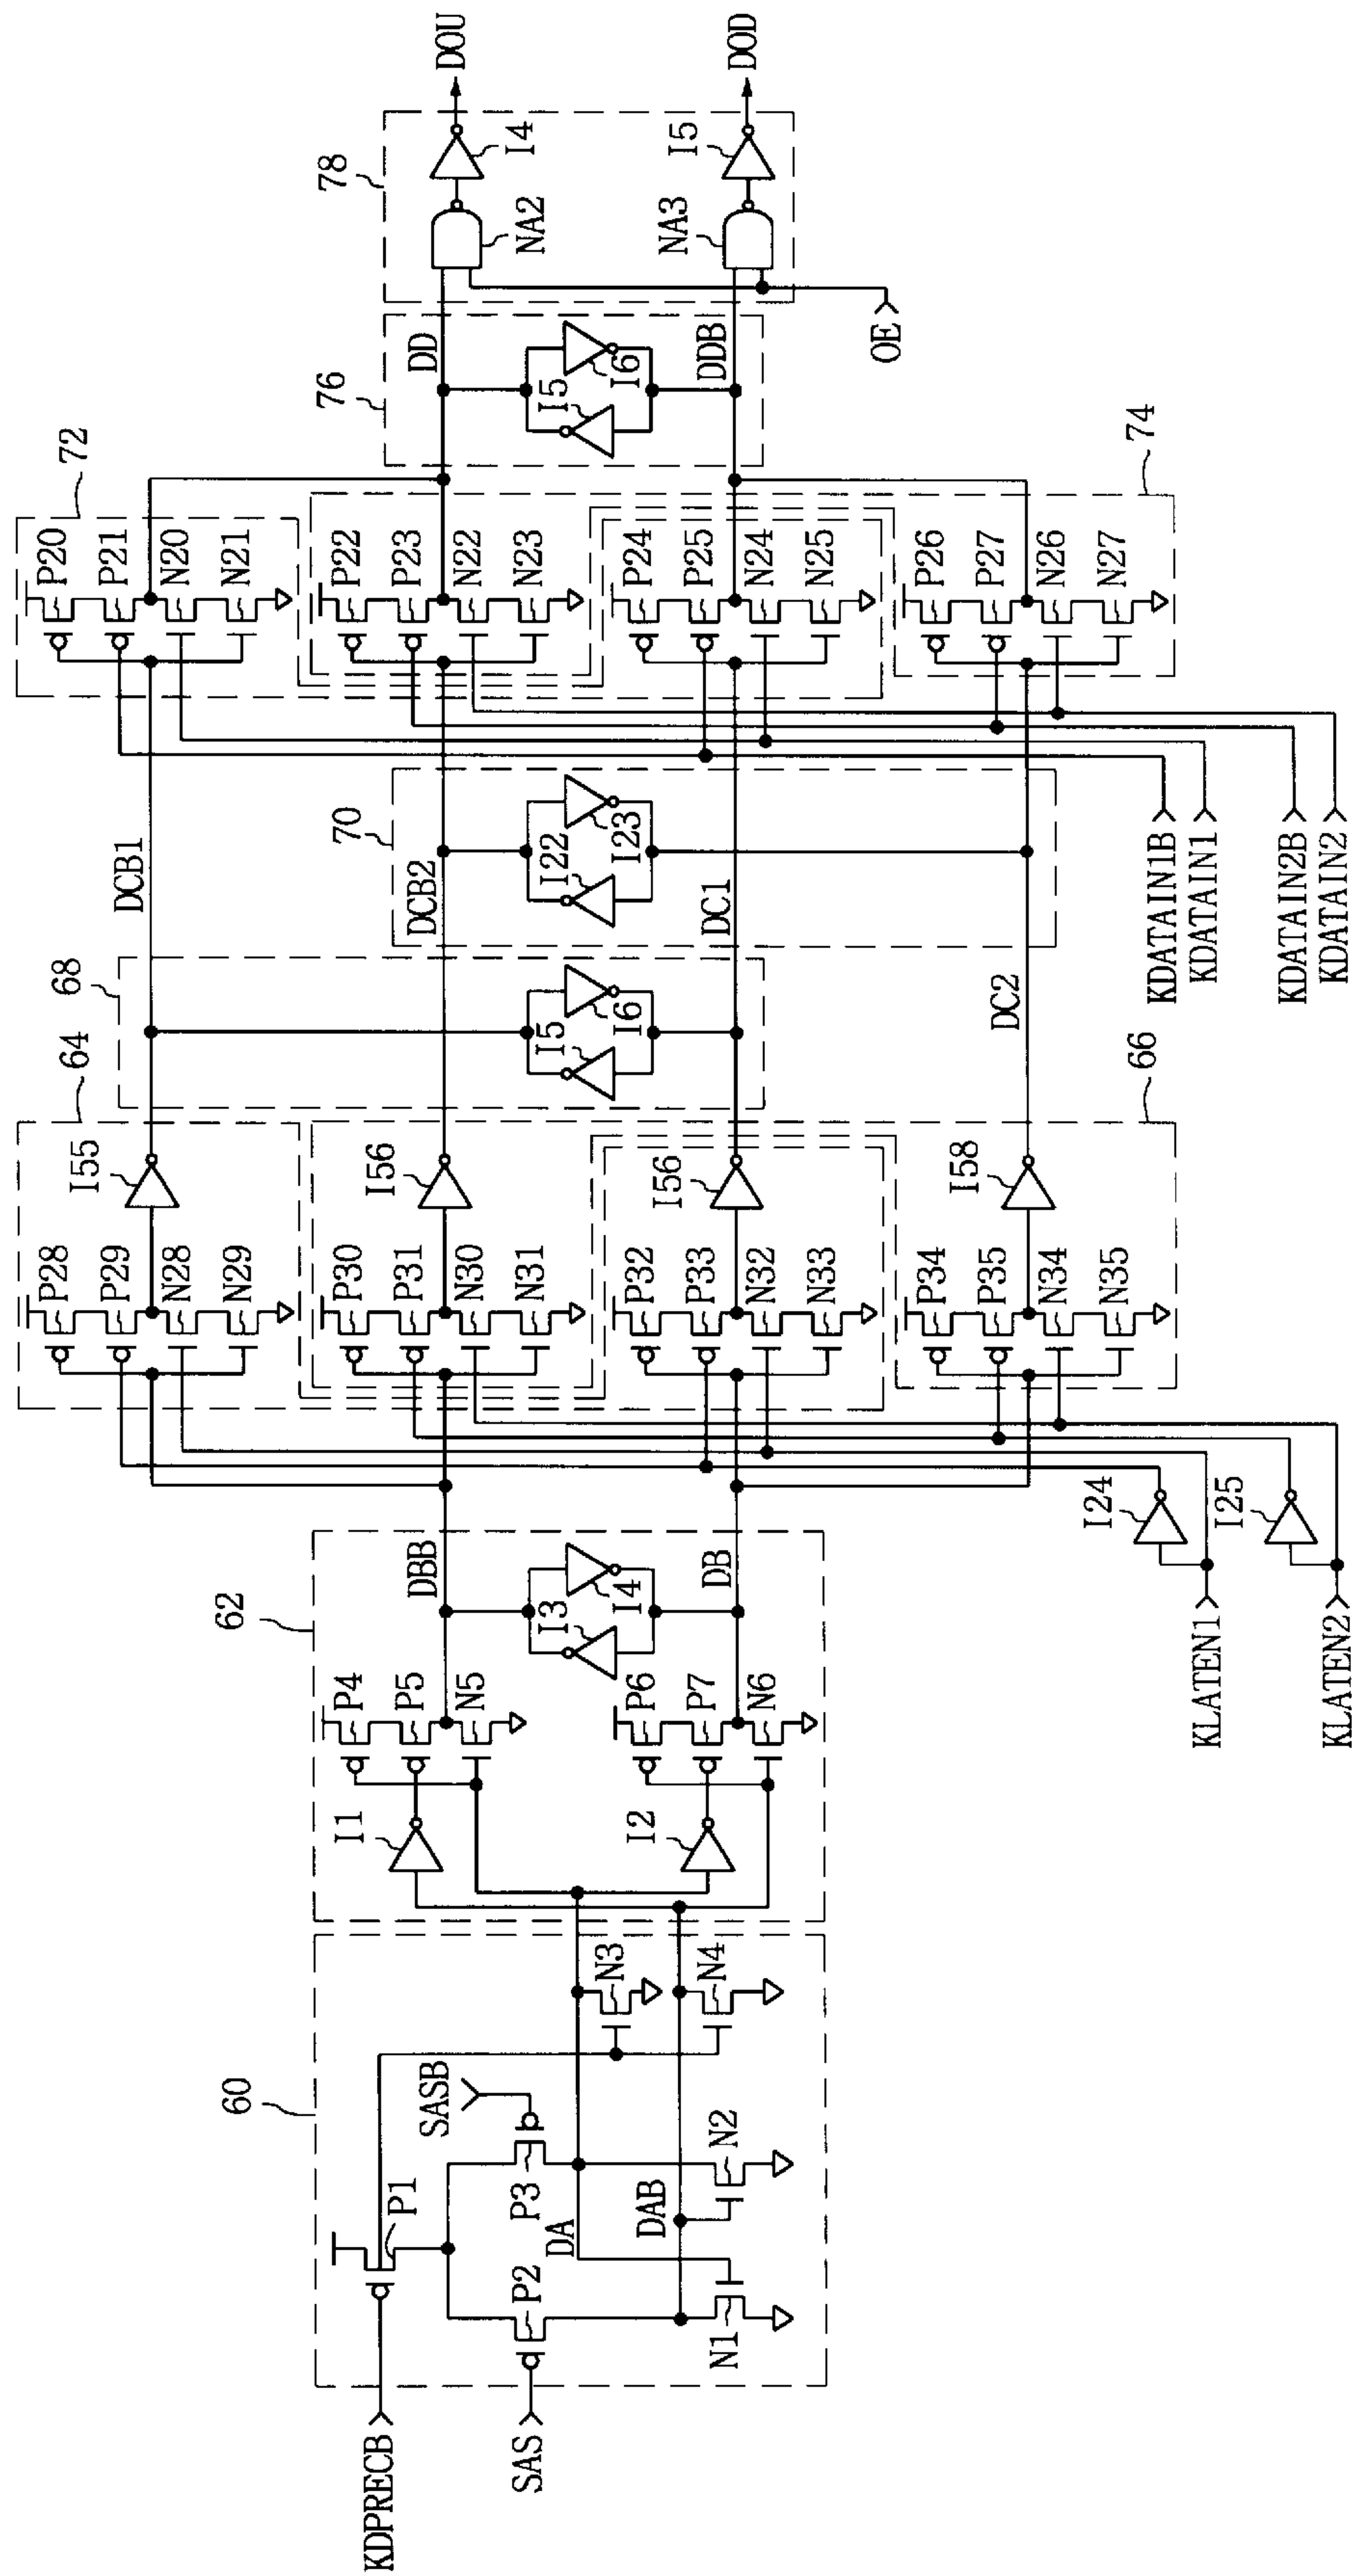 KDPRECB
SAS
60
P1
P2
P3
SASB
DA
DAB
N1
N2
N3
N4
62
I1
I2
P4
P5
N5
P6
P7
N6
I3
I4
DBB
DB
KLATEN1
KLATEN2
I24
I25
64
P28
P29
N28
N29
I55
P30
P31
N30
N31
I56
P32
P33
N32
N33
I56
66
P34
P35
N34
N35
I58
68
I5
I6
DCB1
DCB2
DC1
DC2
70
I22
I23
KDATAIN1B
KDATAIN1
KDATAIN2B
KDATAIN2
72
P20
P21
N20
N21
P22
P23
N22
N23
P24
P25
N24
N25
74
P26
P27
N26
N27
76
DD
I5
I6
DDB
OE
78
NA2
I4
NA3
I5
DOU
DOD